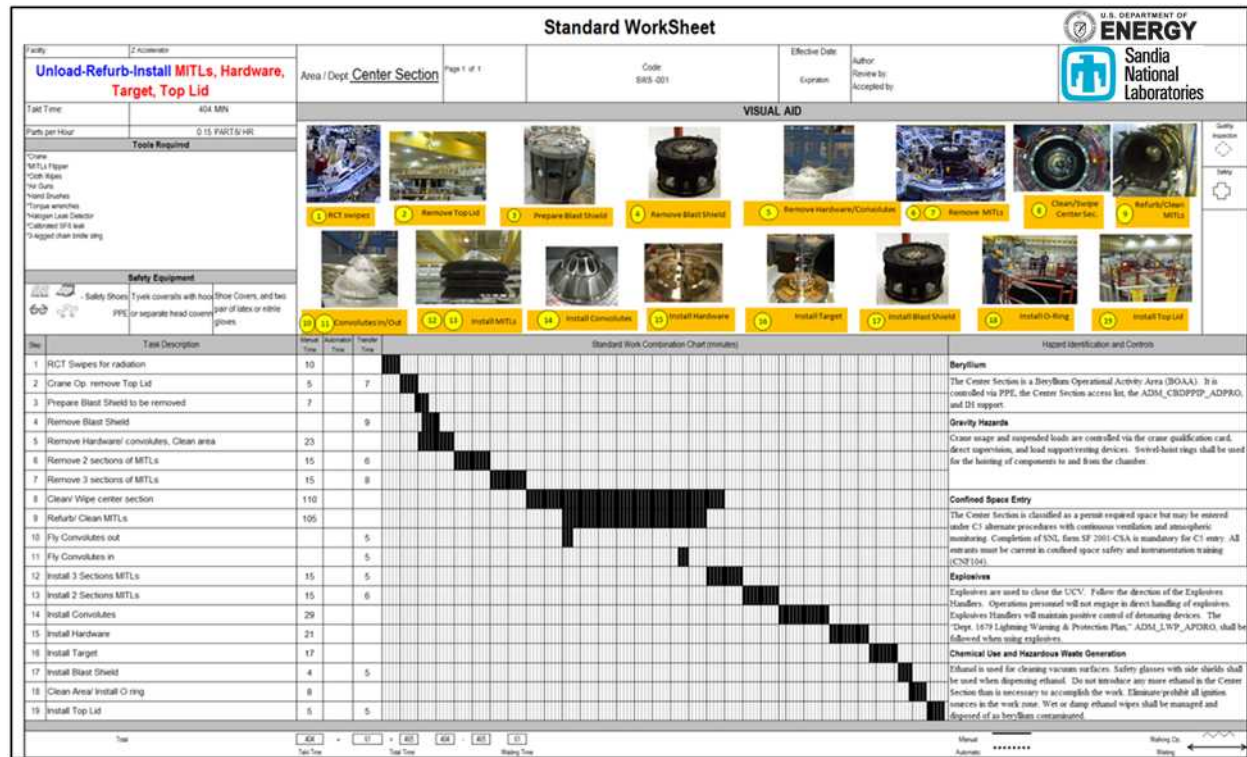 Standard WorkSheet
U.S. DEPARTMENT OF
ENERGY
Sandia
National
Laboratories
Facility:
Z Accelerator
Unload-Refurb-Install MITLs, Hardware,
Target, Top Lid
Area / Dept: Center Section
Page 1 of 1
Code:
SWS -001
Effective Date:
Expiration:
Author:
Review by:
Accepted by:
Takt Time:
404 MIN
Parts per Hour
0.15 PARTS/ HR
VISUAL AID
Quality
Inspection
Safety
Tools Required
*Crane
*MITLs Flipper
*Cloth Wipes
*Air Guns
*Hand Brushes
*Torque wrenches
*Halogen Leak Detector
*Calibrated SF6 leak
*3-legged chain bridle sling
Safety Equipment
- Safety Shoes
PPE
Tyvek coveralls with hood
or separate head covering
Shoe Covers, and two
pair of latex or nitrile
gloves.
1 RCT swipes
2 Remove Top Lid
3 Prepare Blast Shield
4 Remove Blast Shield
5 Remove Hardware/Convolutes
6 7 Remove MITLs
8 Clean/Swipe
Center Sec.
9 Refurb/Clean
MITLs
10 11 Convolutes In/Out
12 13 Install MITLs
14 Install Convolutes
15 Install Hardware
16 Install Target
17 Install Blast Shield
18 Install O-Ring
19 Install Top Lid
Step
Task Description
Manual
Time
Automation
Time
Transfer
Time
Standard Work Combination Chart (minutes)
Hazard Identification and Controls
1 RCT Swipes for radiation 10
2 Crane Op. remove Top Lid 5 7
3 Prepare Blast Shield to be removed 7
4 Remove Blast Shield 9
5 Remove Hardware/ convolutes, Clean area 23
6 Remove 2 sections of MITLs 15 6
7 Remove 3 sections of MITLs 15 8
8 Clean/ Wipe center section 110
9 Refurb/ Clean MITLs 105
10 Fly Convolutes out 5
11 Fly Convolutes in 5
12 Install 3 Sections MITLs 15 5
13 Install 2 Sections MITLs 15 6
14 Install Convolutes 29
15 Install Hardware 21
16 Install Target 17
17 Install Blast Shield 4 5
18 Clean Area/ Install O ring 8
19 Install Top Lid 5 5
Beryllium
The Center Section is a Beryllium Operational Activity Area (BOAA). It is
controlled via PPE, the Center Section access list, the ADM_CBDPPIP_ADPRO,
and IH support.
Gravity Hazards
Crane usage and suspended loads are controlled via the crane qualification card,
direct supervision, and load support/resting devices. Swivel-hoist rings shall be used
for the hoisting of components to and from the chamber.
Confined Space Entry
The Center Section is classified as a permit required space but may be entered
under C5 alternate procedures with continuous ventilation and atmospheric
monitoring. Completion of SNL form SF 2001-CSA is mandatory for C5 entry. All
entrants must be current in confined space safety and instrumentation training
(CNF104).
Explosives
Explosives are used to close the UCV. Follow the direction of the Explosives
Handlers. Operations personnel will not engage in direct handling of explosives.
Explosives Handlers will maintain positive control of detonating devices. The
"Dept. 1679 Lightning Warning & Protection Plan," ADM_LWP_APDRO, shall be
followed when using explosives.
Chemical Use and Hazardous Waste Generation
Ethanol is used for cleaning vacuum surfaces. Safety glasses with side shields shall
be used when dispensing ethanol. Do not introduce any more ethanol in the Center
Section than is necessary to accomplish the work. Eliminate/prohibit all ignition
sources in the work zone. Wet or damp ethanol wipes shall be managed and
disposed of as beryllium contaminated.
Total
404 + 61 = 465 404 - 465 61
Takt Time
Total Time
Waiting Time
Manual
Automatic
Walking Op.
Waiting